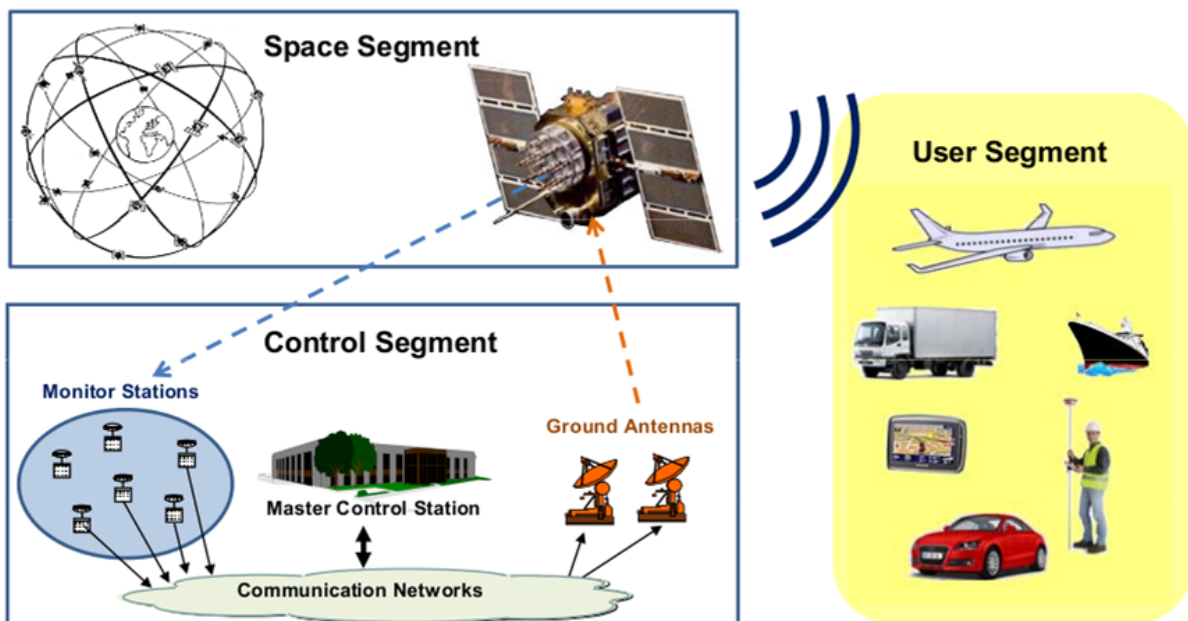 Space Segment
User Segment
Control Segment
Monitor Stations
Ground Antennas
Master Control Station
Communication Networks